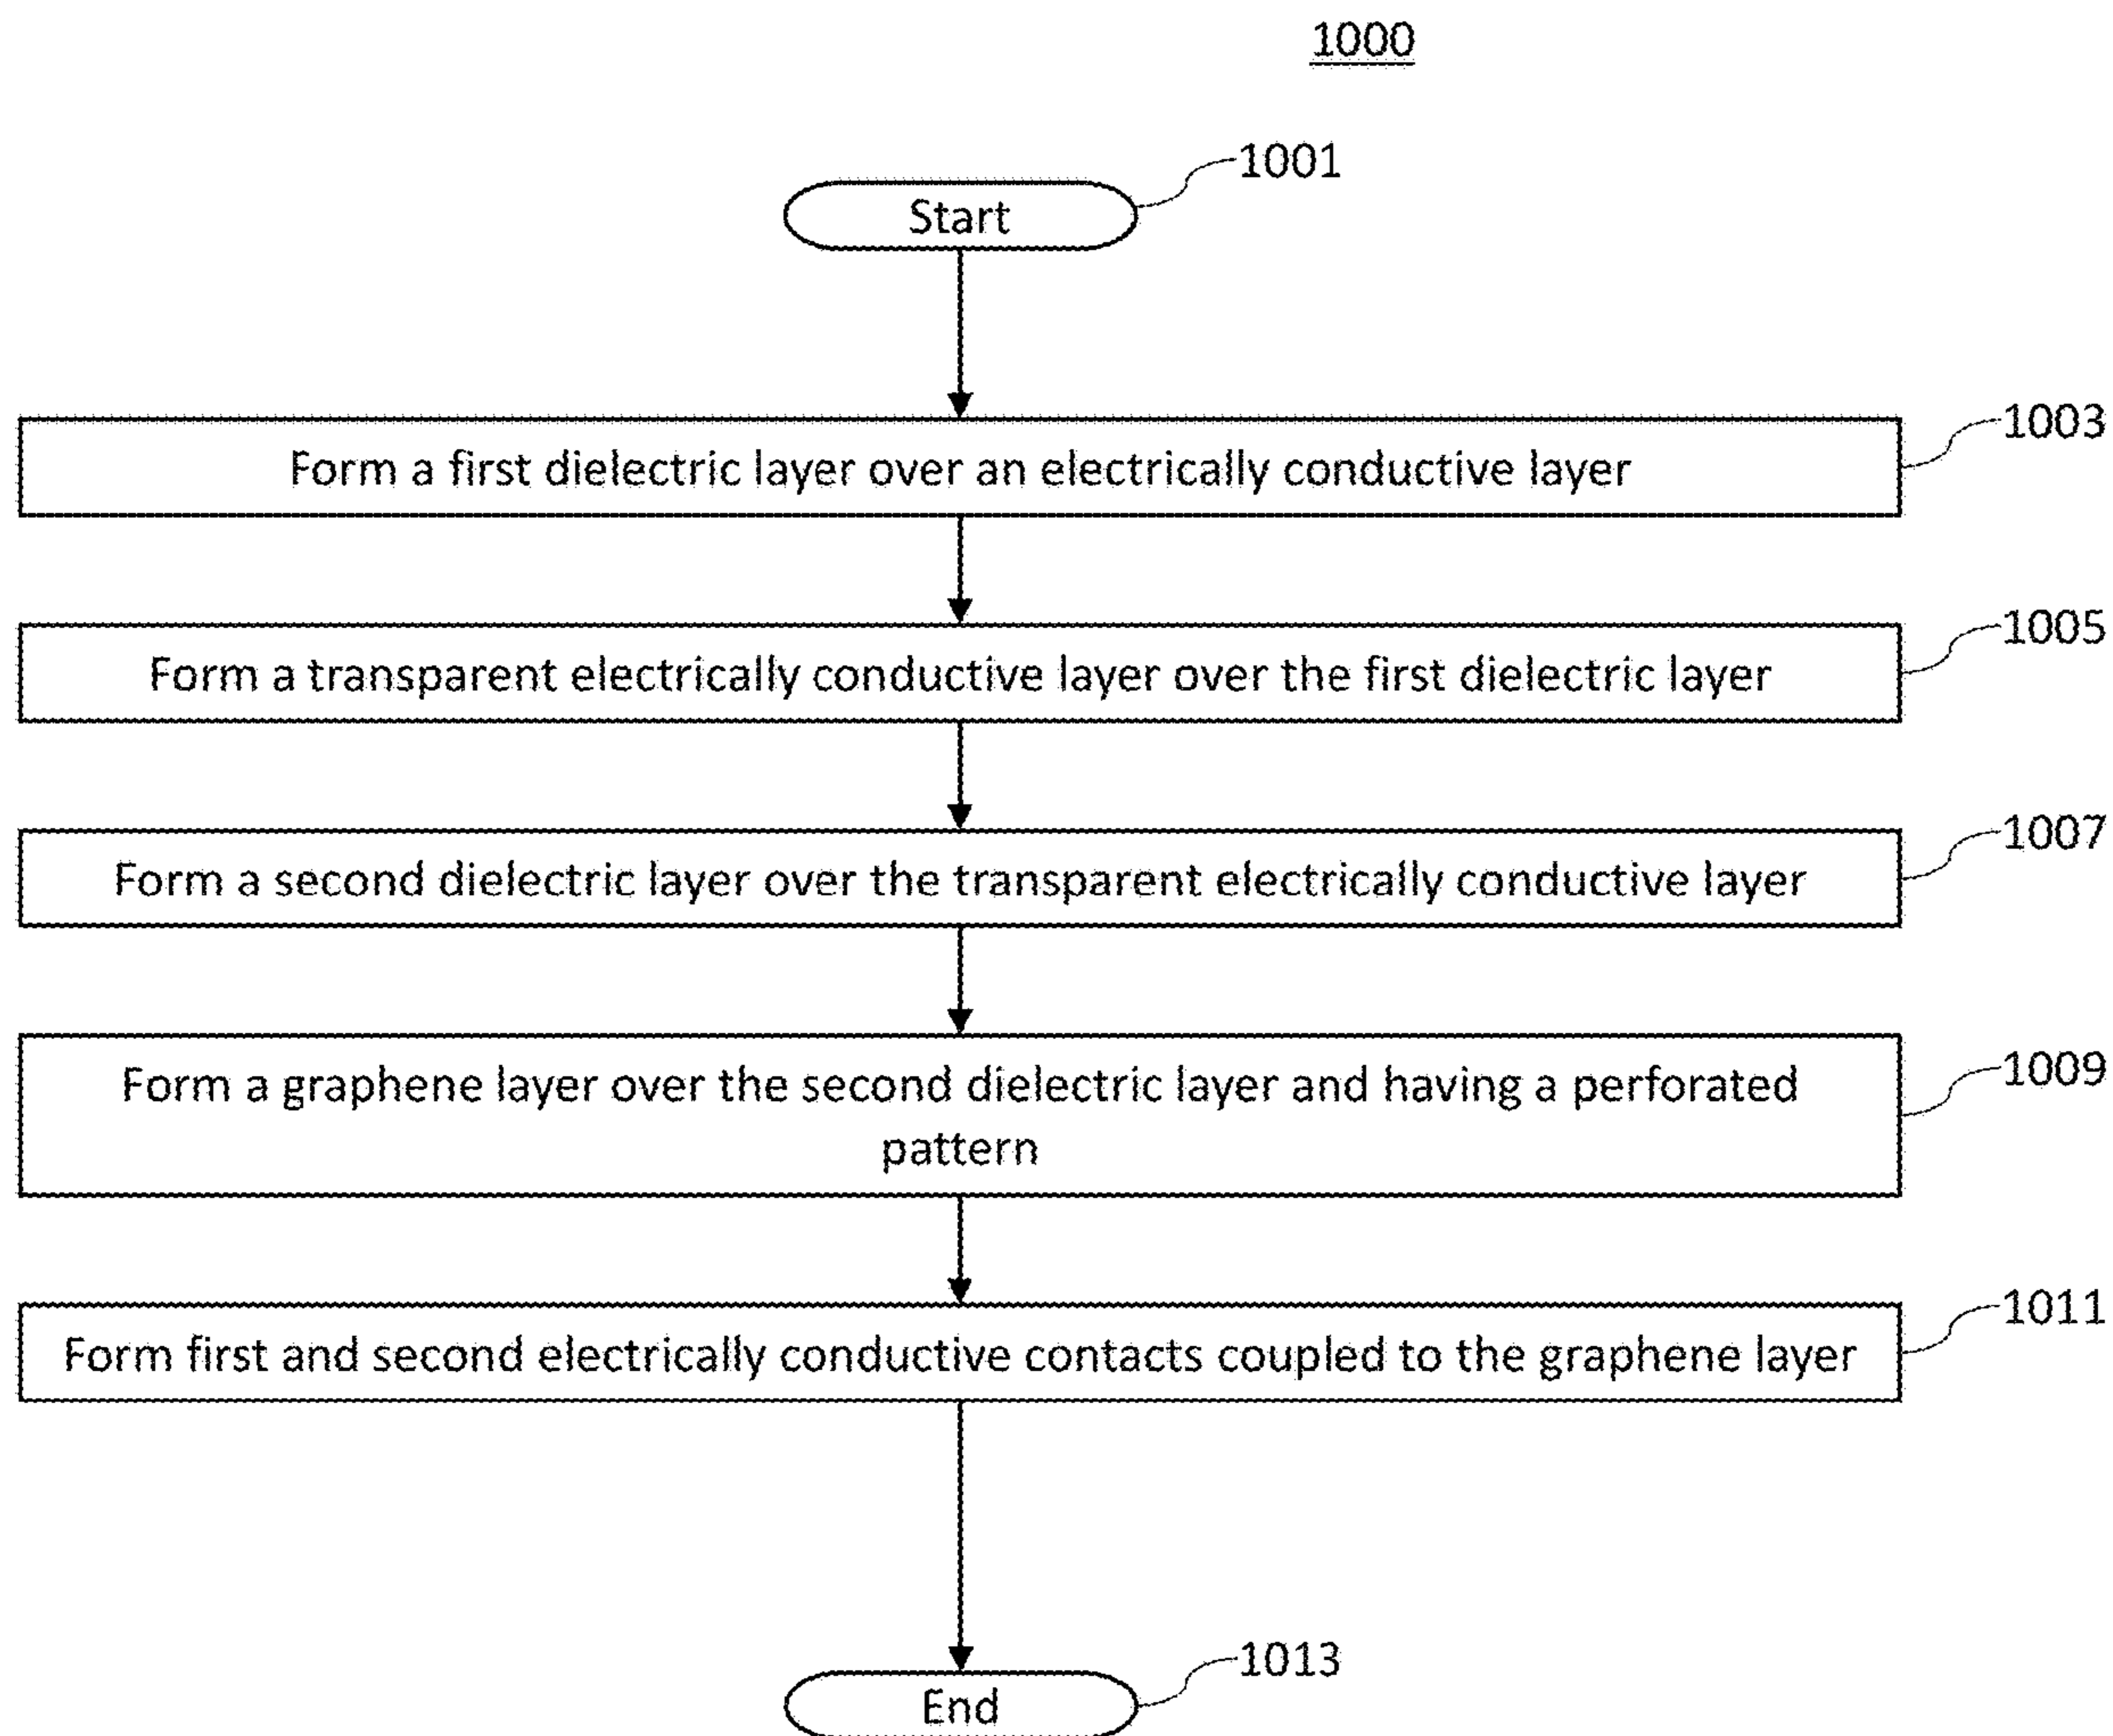 1000
1001
Start
1003
Form a first dielectric layer over an electrically conductive layer
1005
Form a transparent electrically conductive layer over the first dielectric layer
1007
Form a second dielectric layer over the transparent electrically conductive layer
1009
Form a graphene layer over the second dielectric layer and having a perforated
pattern
1011
Form first and second electrically conductive contacts coupled to the graphene layer
1013
End